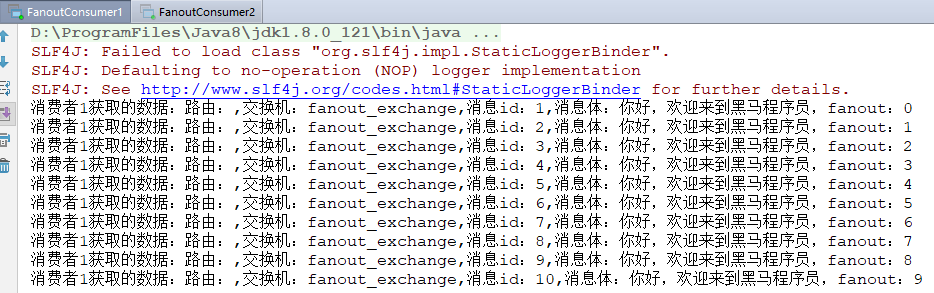 FanoutConsumer1 FanoutConsumer2
D:\ProgramFiles\Java8\jdk1.8.0_121\bin\java ...
SLF4J: Failed to load class "org.slf4j.impl.StaticLoggerBinder".
SLF4J: Defaulting to no-operation (NOP) logger implementation
SLF4J: See http://www.slf4j.org/codes.html#StaticLoggerBinder for further details.
消费者1获取的数据：路由：,交换机：fanout_exchange,消息id：1,消息体：你好，欢迎来到黑马程序员，fanout：0
消费者1获取的数据：路由：,交换机：fanout_exchange,消息id：2,消息体：你好，欢迎来到黑马程序员，fanout：1
消费者1获取的数据：路由：,交换机：fanout_exchange,消息id：3,消息体：你好，欢迎来到黑马程序员，fanout：2
消费者1获取的数据：路由：,交换机：fanout_exchange,消息id：4,消息体：你好，欢迎来到黑马程序员，fanout：3
消费者1获取的数据：路由：,交换机：fanout_exchange,消息id：5,消息体：你好，欢迎来到黑马程序员，fanout：4
消费者1获取的数据：路由：,交换机：fanout_exchange,消息id：6,消息体：你好，欢迎来到黑马程序员，fanout：5
消费者1获取的数据：路由：,交换机：fanout_exchange,消息id：7,消息体：你好，欢迎来到黑马程序员，fanout：6
消费者1获取的数据：路由：,交换机：fanout_exchange,消息id：8,消息体：你好，欢迎来到黑马程序员，fanout：7
消费者1获取的数据：路由：,交换机：fanout_exchange,消息id：9,消息体：你好，欢迎来到黑马程序员，fanout：8
消费者1获取的数据：路由：,交换机：fanout_exchange,消息id：10,消息体：你好，欢迎来到黑马程序员，fanout：9